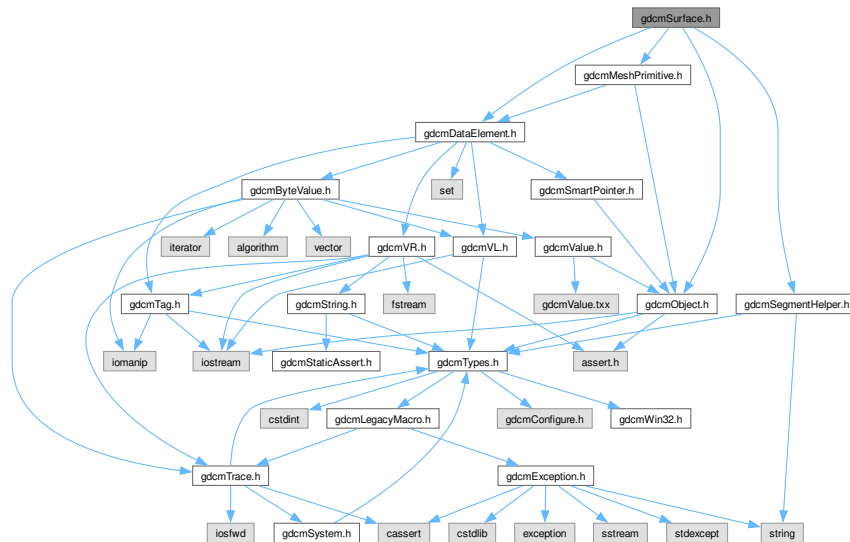 gdcmSurface.h
gdcmMeshPrimitive.h
gdcmDataElement.h
gdcmByteValue.h
set
gdcmSmartPointer.h
iterator
algorithm
vector
gdcmVR.h
gdcmVL.h
gdcmValue.h
gdcmTag.h
gdcmString.h
fstream
gdcmValue.txx
gdcmObject.h
gdcmSegmentHelper.h
iomanip
iostream
gdcmStaticAssert.h
gdcmTypes.h
assert.h
cstdint
gdcmLegacyMacro.h
gdcmConfigure.h
gdcmWin32.h
gdcmTrace.h
gdcmException.h
iosfwd
gdcmSystem.h
cassert
cstdlib
exception
sstream
stdexcept
string